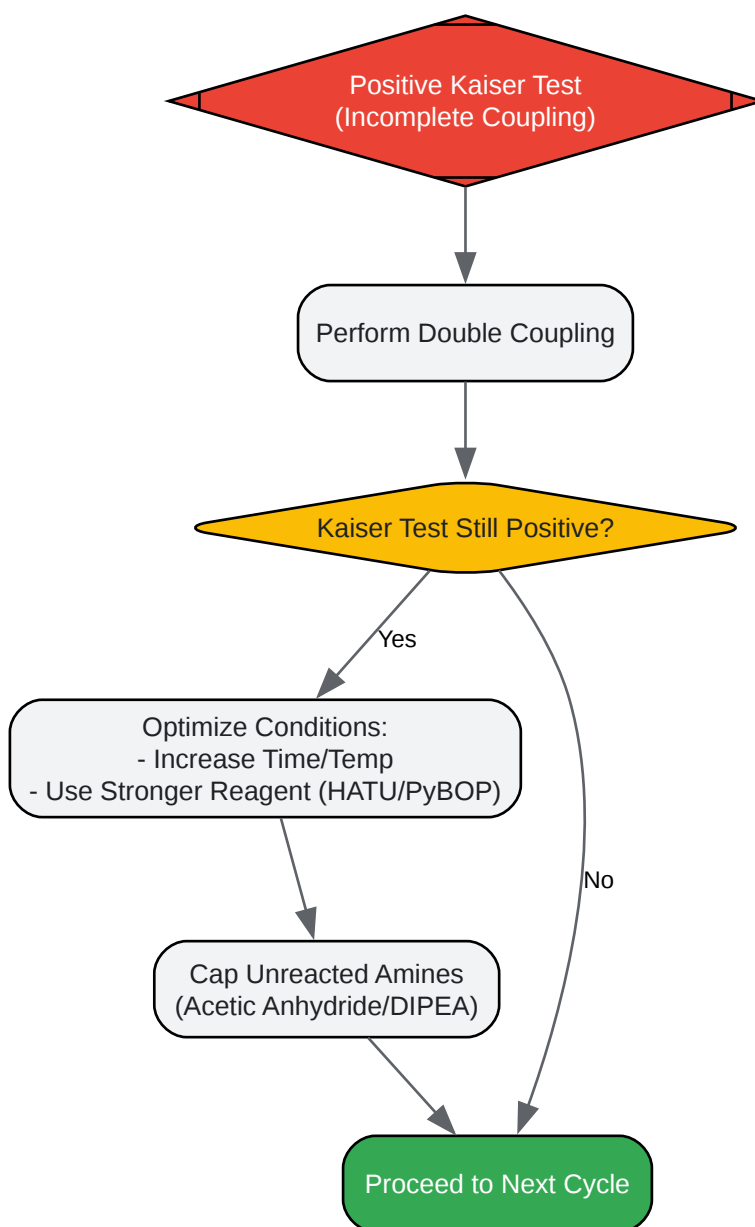 Positive Kaiser Test
(Incomplete Coupling)
Perform Double Coupling
Kaiser Test Still Positive?
Yes
Optimize Conditions:
- Increase Time/Temp
- Use Stronger Reagent (HATU/PyBOP)
No
Cap Unreacted Amines
(Acetic Anhydride/DIPEA)
Proceed to Next Cycle